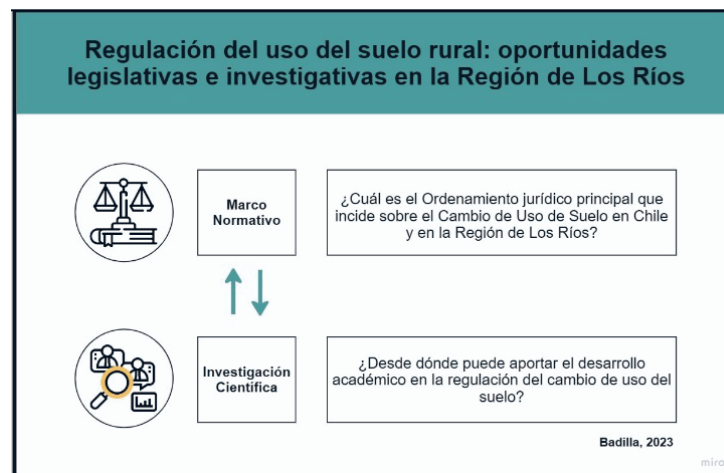 Regulación del uso del suelo rural: oportunidades
legislativas e investigativas en la Región de Los Ríos
Marco
Normativo
¿Cuál es el Ordenamiento jurídico principal que
incide sobre el Cambio de Uso de Suelo en Chile
y en la Región de Los Ríos?
Investigación
Científica
¿Desde dónde puede aportar el desarrollo
académico en la regulación del cambio de uso del
suelo?
Badilla, 2023
miro